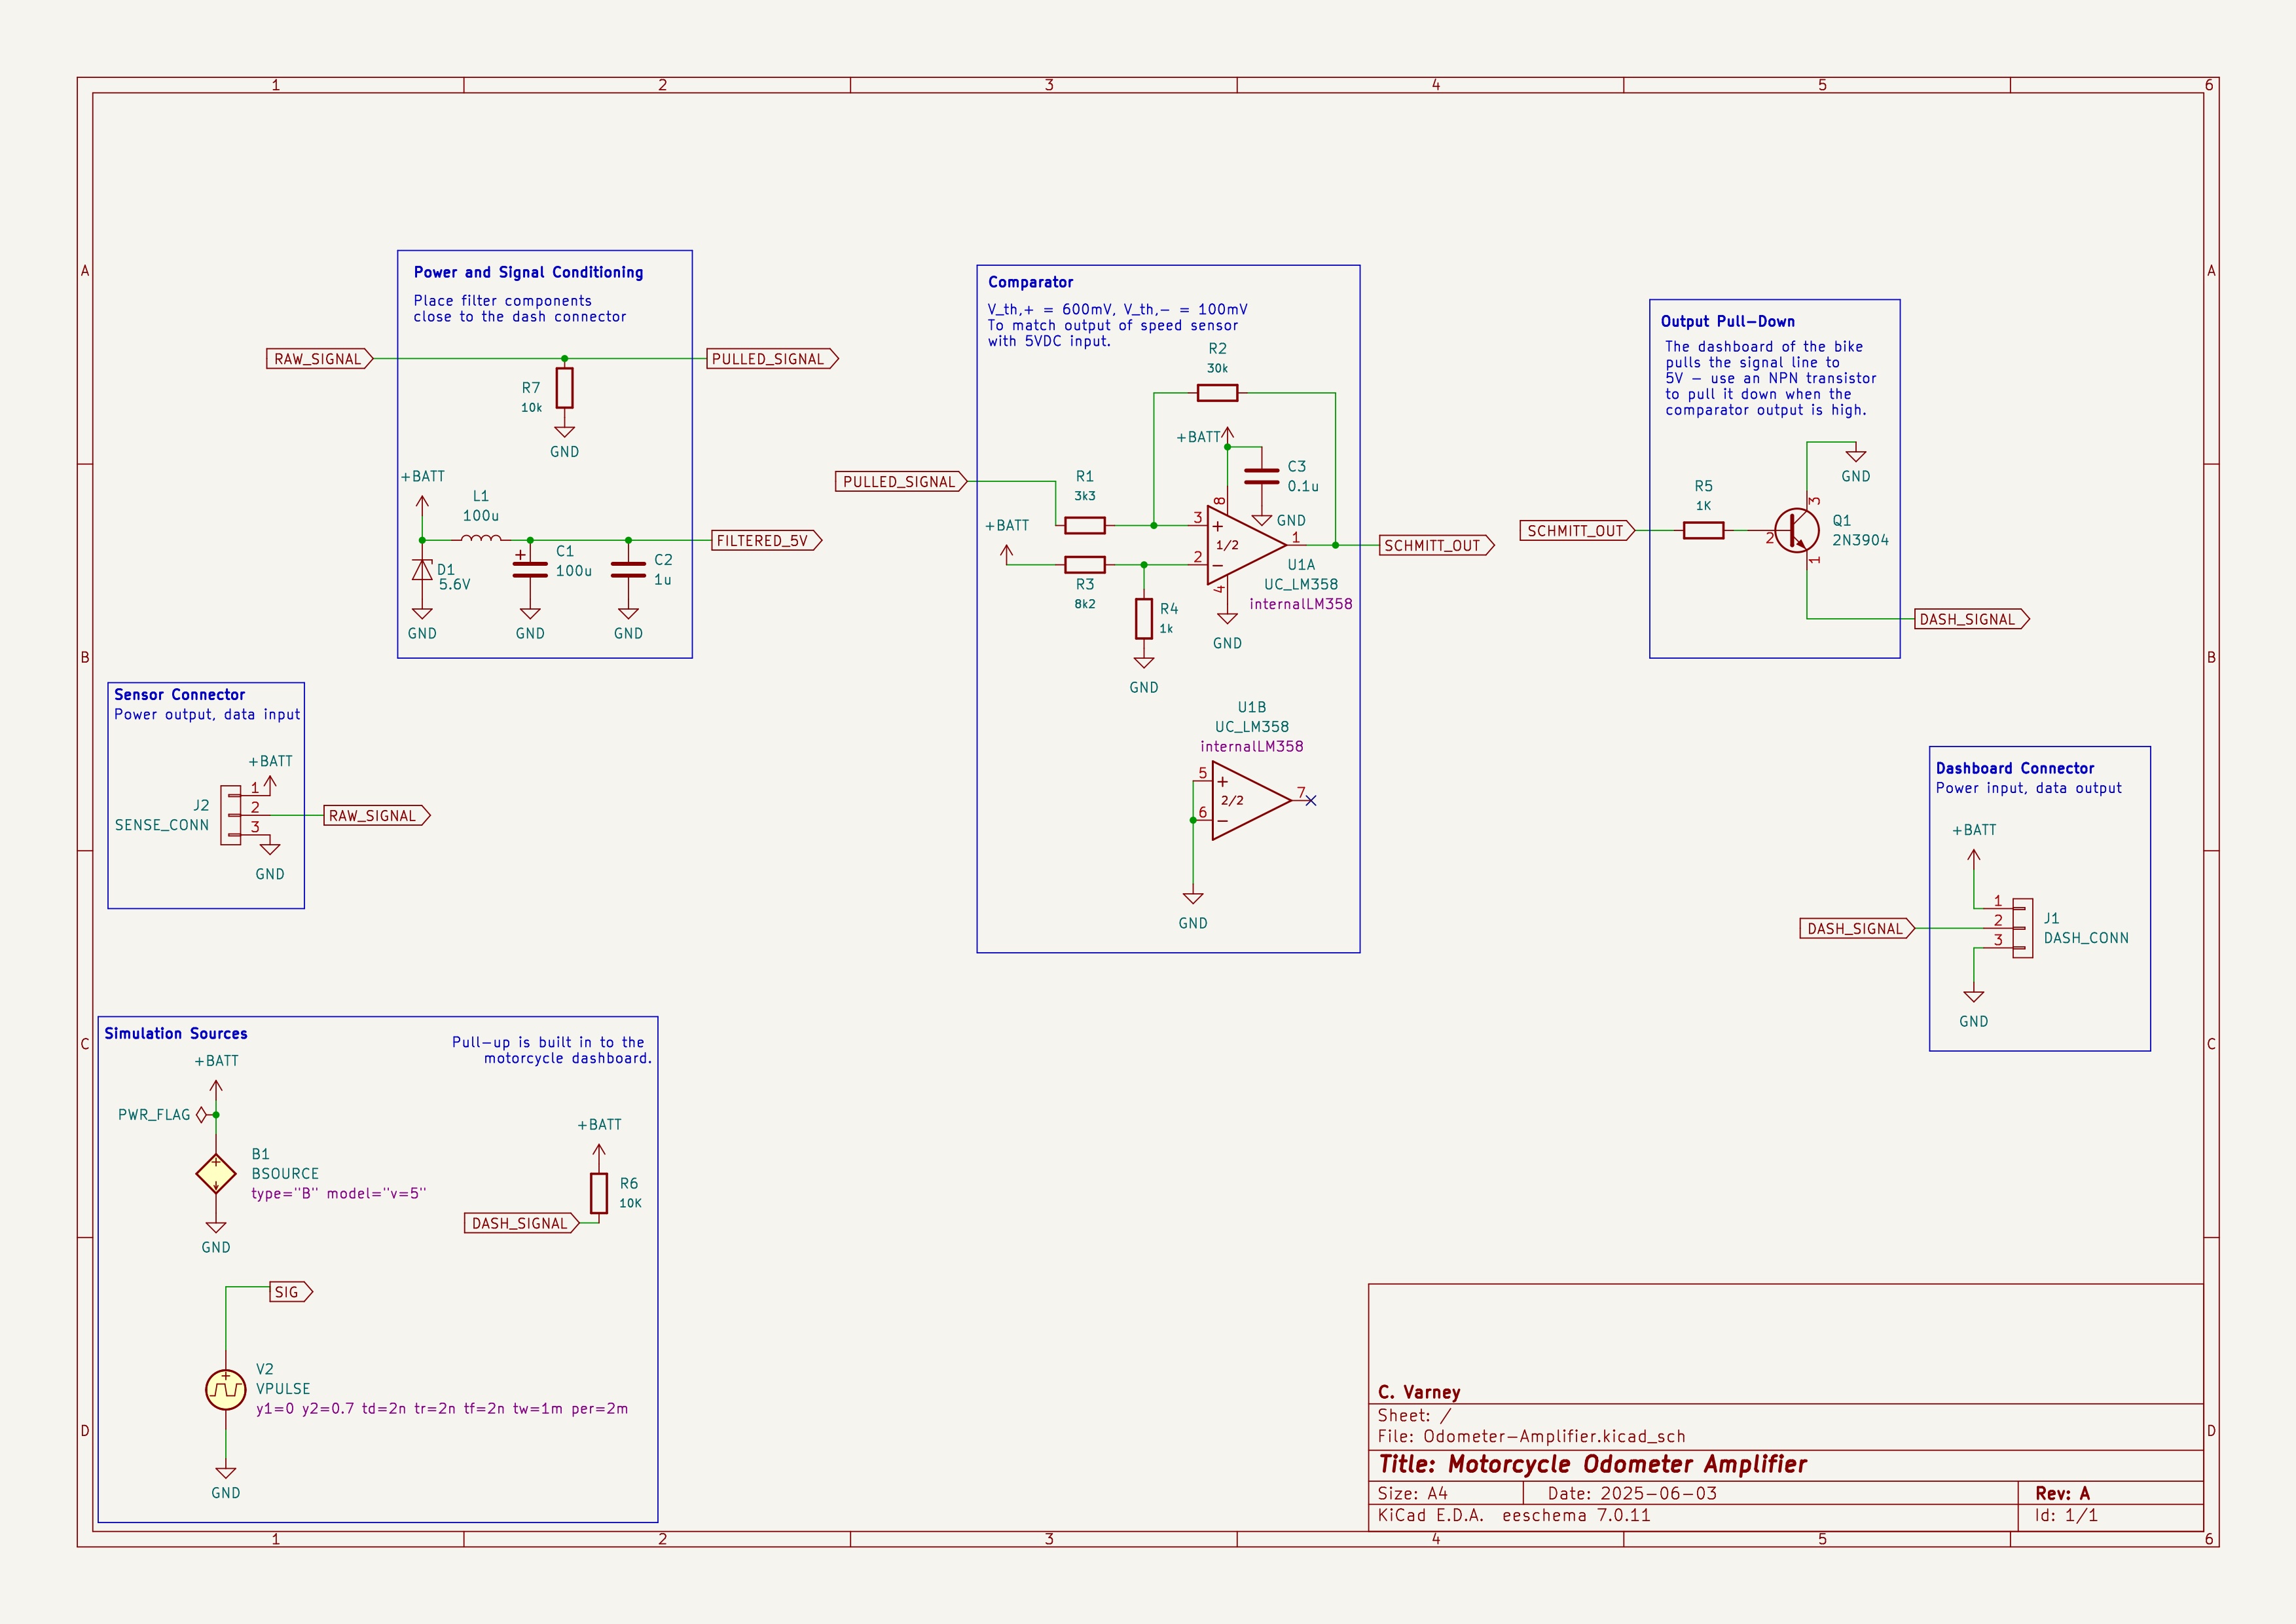 1 2 3 4 5 6
A A
Power and Signal Conditioning
Place filter components
close to the dash connector
RAW_SIGNAL
PULLED_SIGNAL
R7
10k
GND
+BATT
L1
100u
FILTERED_5V
D1
5.6V
C1
100u
C2
1u
GND
GND
GND
Comparator
V_th,+ = 600mV, V_th,- = 100mV
To match output of speed sensor
with 5VDC input.
R2
30k
+BATT
C3
0.1u
GND
PULLED_SIGNAL
R1
3k3
+BATT
R3
8k2
R4
1k
GND
8
3
+
1/2
1
2
-
4
GND
U1A
UC_LM358
internalLM358
SCHMITT_OUT
U1B
UC_LM358
internalLM358
5
+
2/2
7
6
-
GND
Output Pull-Down
The dashboard of the bike
pulls the signal line to
5V - use an NPN transistor
to pull it down when the
comparator output is high.
GND
R5
1K
SCHMITT_OUT
3
2
1
Q1
2N3904
DASH_SIGNAL
B B
Sensor Connector
Power output, data input
+BATT
J2
SENSE_CONN
1
2
3
RAW_SIGNAL
GND
Dashboard Connector
Power input, data output
+BATT
1
2
3
J1
DASH_CONN
DASH_SIGNAL
GND
C C
Simulation Sources
Pull-up is built in to the
motorcycle dashboard.
+BATT
PWR_FLAG
B1
BSOURCE
type="B" model="v=5"
GND
+BATT
R6
10K
DASH_SIGNAL
SIG
V2
VPULSE
y1=0 y2=0.7 td=2n tr=2n tf=2n tw=1m per=2m
GND
D D
C. Varney
Sheet: /
File: Odometer-Amplifier.kicad_sch
Title: Motorcycle Odometer Amplifier
Size: A4 Date: 2025-06-03 Rev: A
KiCad E.D.A. eeschema 7.0.11 Id: 1/1
1 2 3 4 5 6